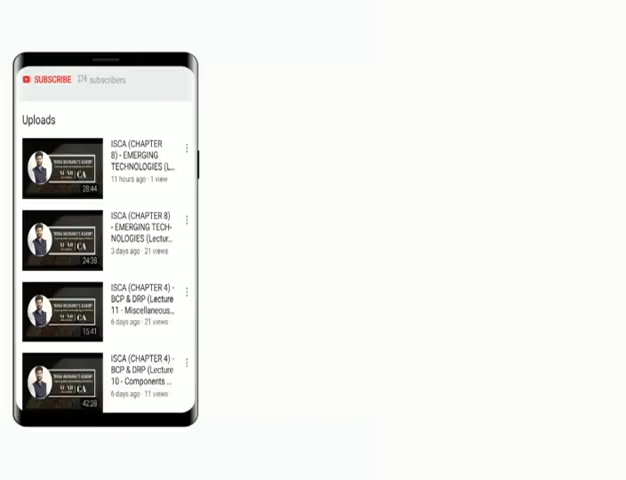 SUBSCRIBE 174 subscribers
Uploads
ISCA (CHAPTER
8) - EMERGING
TECHNOLOGIES (L...
11 hours ago · 1 view
28:44
ISCA (CHAPTER 8)
- EMERGING TECH-
NOLOGIES (Lectur...
3 days ago · 21 views
24:38
ISCA (CHAPTER 4) -
BCP & DRP (Lecture
11 - Miscellaneous...
6 days ago · 21 views
15:41
ISCA (CHAPTER 4) -
BCP & DRP (Lecture
10 - Components ...
6 days ago · 11 views
42:28